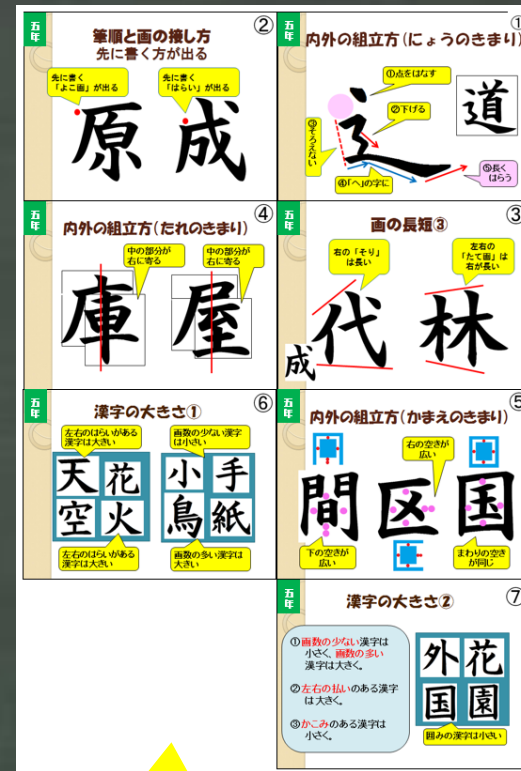 五年
①
内外の組立方(にょうのきまり)
①点をはなす
②下げる
③そろえない
④「へ」の字に
⑤長く
はらう
道
五年
②
筆順と画の接し方
先に書く方が出る
先に書く
「よこ画」が出る
先に書く
「はらい」が出る
原 成
五年
③
画の長短③
右の「そり」
は長い
左右の
「たて画」は
右が長い
代 林
成
五年
④
内外の組立方(たれのきまり)
中の部分が
右に寄る
中の部分が
右に寄る
庫 屋
五年
⑤
内外の組立方(かまえのきまり)
右の空きが
広い
間 区 国
下の空きが
広い
まわりの空き
が同じ
五年
⑥
漢字の大きさ①
左右のはらいがある
漢字は大きい
画数の少ない漢字
は小さい
天 花 小 手
空 火 鳥 紙
左右のはらいがある
漢字は大きい
画数の多い漢字は
大きい
五年
⑦
漢字の大きさ②
①画数の少ない漢字は
小さく、画数の多い
漢字は大きく。
②左右の払いのある漢字
は大きく。
③かこみのある漢字は
小さく。
外 花
国 園
囲みの漢字は小さい